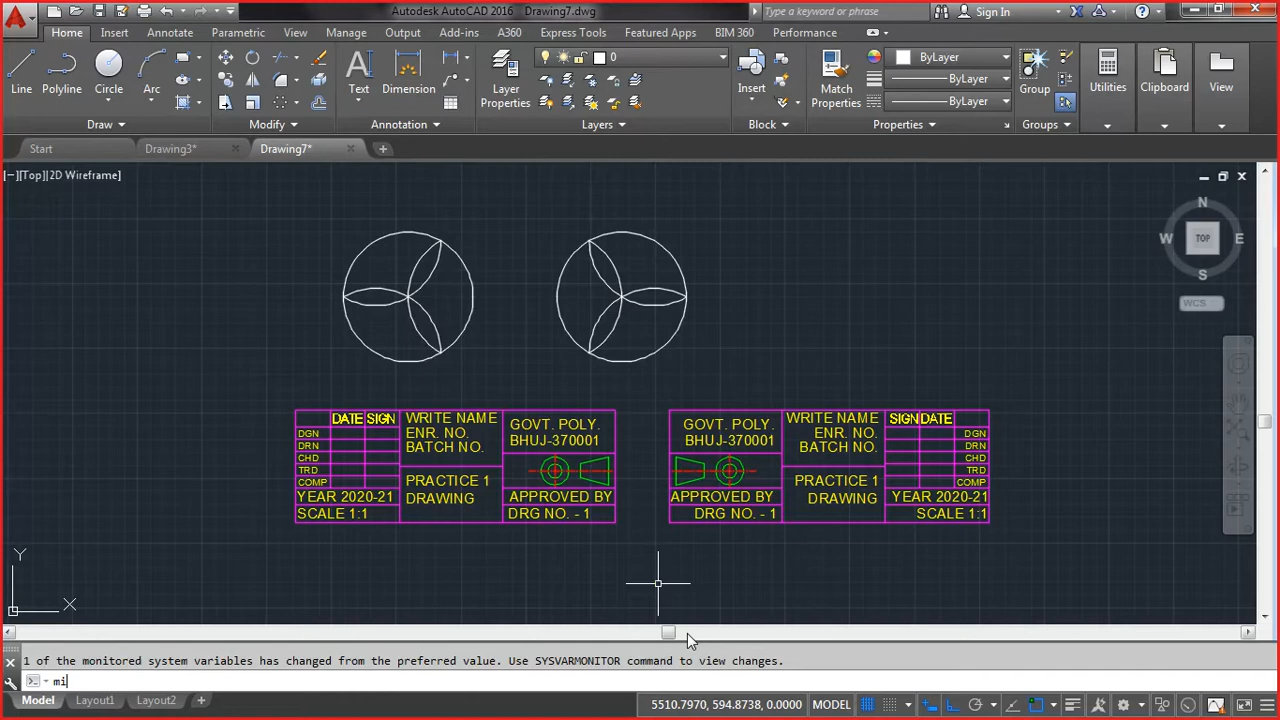 Autodesk AutoCAD 2016 Drawing7.dwg
Type a keyword or phrase
Sign In
Home Insert Annotate Parametric View Manage Output Add-ins A360 Express Tools Featured Apps BIM 360 Performance
Line Polyline Circle Arc Text Dimension Layer Properties Insert Match Properties Group Utilities Clipboard View
0
ByLayer
ByLayer
ByLayer
Draw Modify Annotation Layers Block Properties Groups
Start Drawing3* Drawing7*
[−][Top][2D Wireframe]
N
W TOP E
S
WCS
DATE SIGN
DGN
DRN
CHD
TRD
COMP
YEAR 2020-21
SCALE 1:1
WRITE NAME
ENR. NO.
BATCH NO.
PRACTICE 1
DRAWING
GOVT. POLY.
BHUJ-370001
APPROVED BY
DRG NO. - 1
GOVT. POLY.
BHUJ-370001
APPROVED BY
DRG NO. - 1
WRITE NAME
ENR. NO.
BATCH NO.
PRACTICE 1
DRAWING
SIGN DATE
DGN
DRN
CHD
TRD
COMP
YEAR 2020-21
SCALE 1:1
Y
X
1 of the monitored system variables has changed from the preferred value. Use SYSVARMONITOR command to view changes.
mi
Model Layout1 Layout2
5510.7970, 594.8738, 0.0000 MODEL